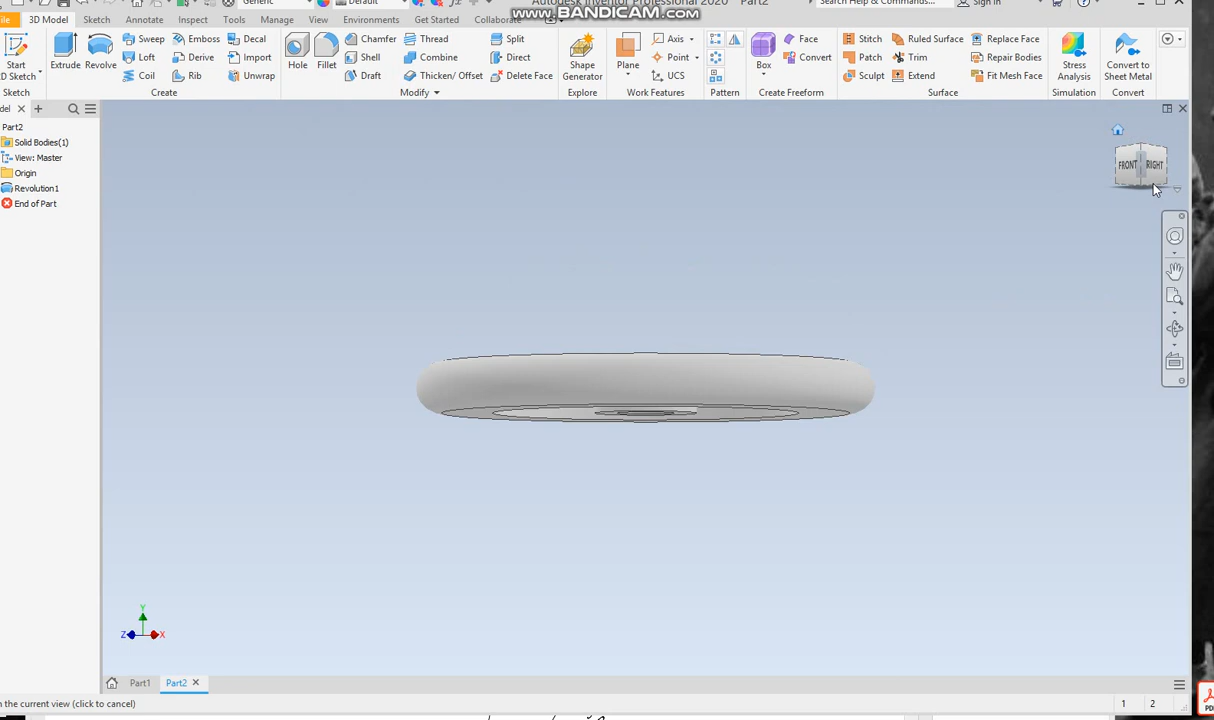 Autodesk Inventor Professional 2020 Part2
www.BANDICAM.com
Generic
Default
Search Help & Commands...
Sign In
File 3D Model Sketch Annotate Inspect Tools Manage View Environments Get Started Collaborate
Start
2D Sketch
Extrude
Revolve
Sweep
Emboss
Decal
Loft
Derive
Import
Coil
Rib
Unwrap
Hole
Fillet
Chamfer
Thread
Split
Shell
Combine
Direct
Draft
Thicken/ Offset
Delete Face
Shape
Generator
Plane
Axis
Point
UCS
Box
Face
Convert
Stitch
Ruled Surface
Replace Face
Patch
Trim
Repair Bodies
Sculpt
Extend
Fit Mesh Face
Stress
Analysis
Convert to
Sheet Metal
Sketch Create Modify Explore Work Features Pattern Create Freeform Surface Simulation Convert
del
Part2
Solid Bodies(1)
View: Master
Origin
Revolution1
End of Part
FRONT RIGHT
Y
Z X
Part1 Part2
n the current view (click to cancel)
1 2
PD